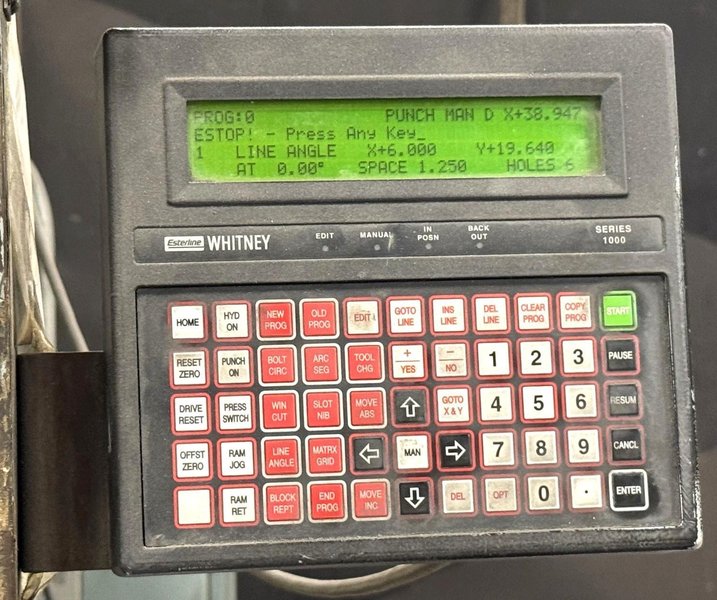 PROG:0 PUNCH MAN D X+38.947
ESTOP! - Press Any Key_
1 LINE ANGLE X+6.000 Y+19.640
AT 0.00° SPACE 1.250 HOLES 6
Esterline WHITNEY
EDIT
MANUAL
IN POSN
BACK OUT
SERIES 1000
HOME
HYD ON
NEW PROG
OLD PROG
EDIT
GOTO LINE
INS LINE
DEL LINE
CLEAR PROG
COPY PROG
START
RESET ZERO
PUNCH ON
BOLT CIRC
ARC SEG
TOOL CHG
+ YES
- NO
1
2
3
PAUSE
DRIVE RESET
PRESS SWITCH
WIN CUT
SLOT NIB
MOVE ABS
GOTO X & Y
4
5
6
RESUM
OFFST ZERO
RAM JOG
LINE ANGLE
MATRX GRID
MAN
7
8
9
CANCL
RAM RET
BLOCK REPT
END PROG
MOVE INC
DEL
OPT
0
.
ENTER